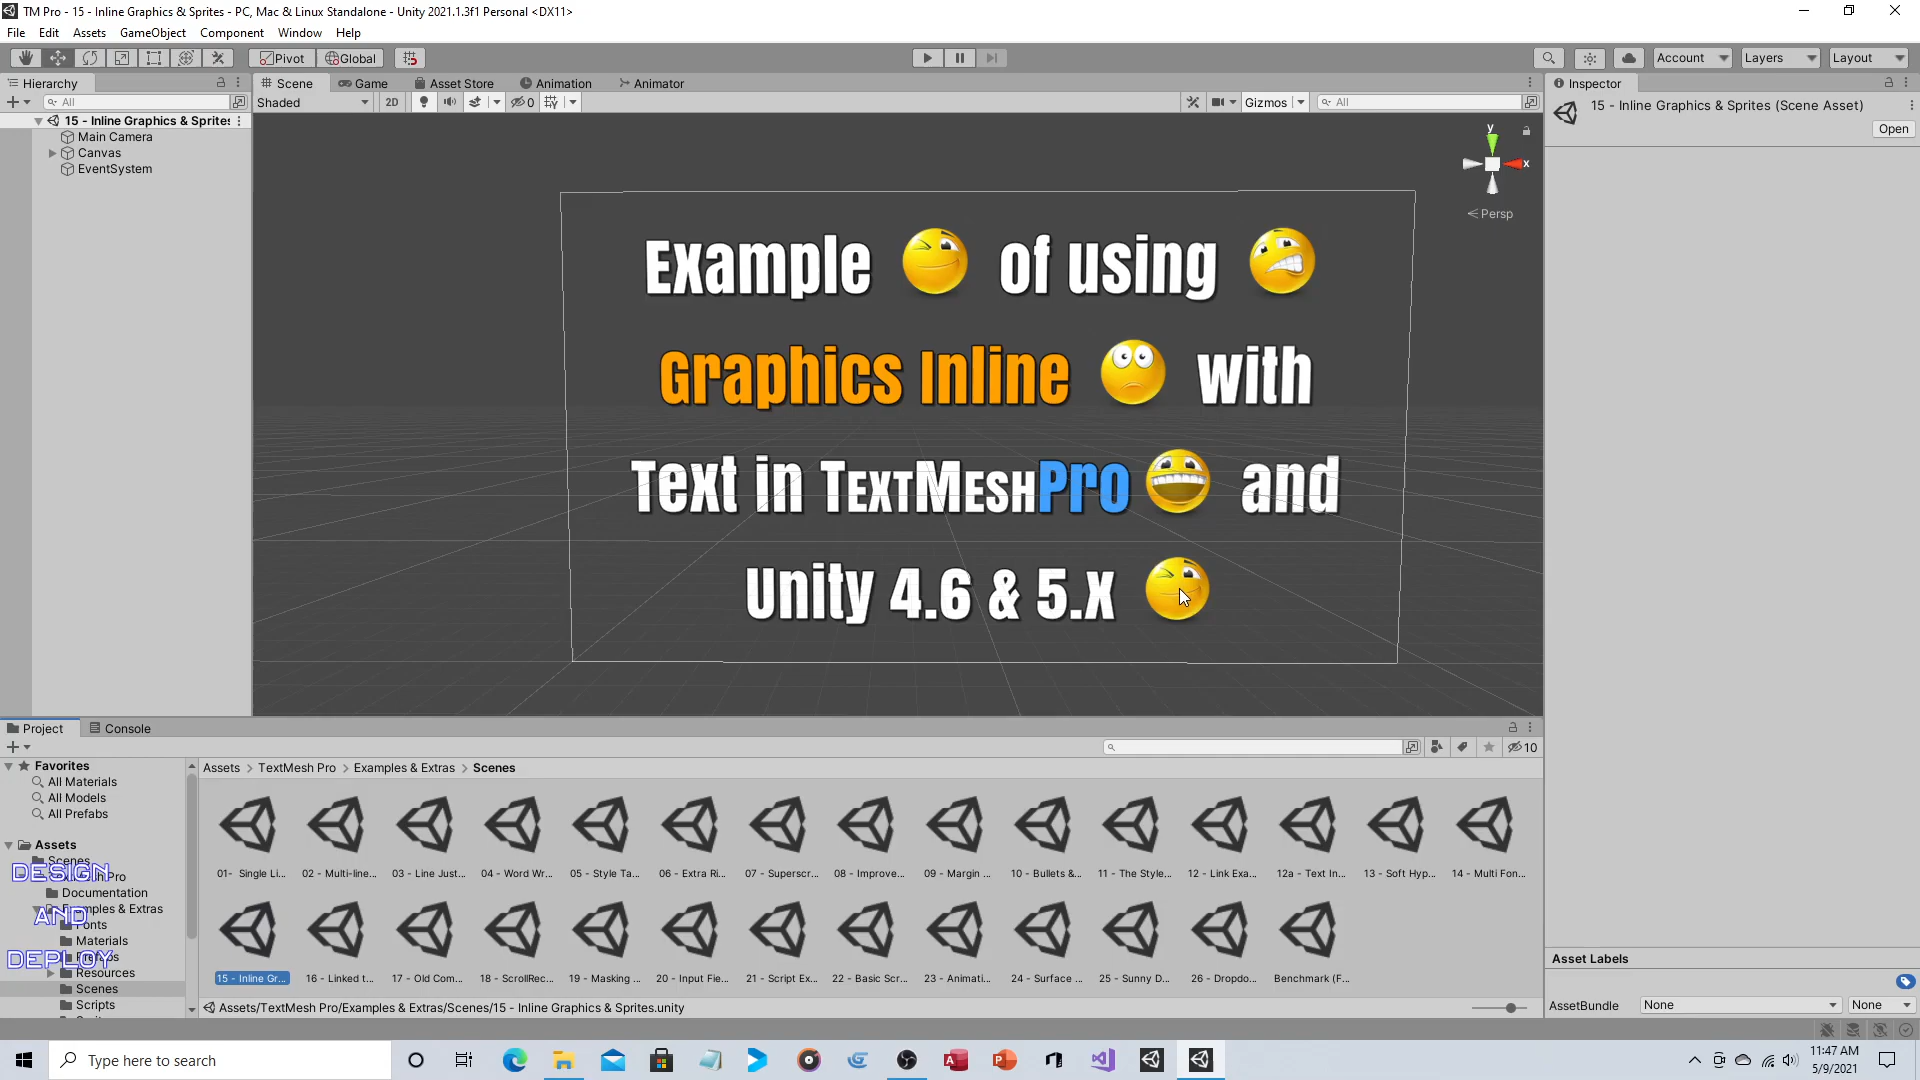 TM Pro - 15 - Inline Graphics & Sprites - PC, Mac & Linux Standalone - Unity 2021.1.3f1 Personal <DX11>
File Edit Assets GameObject Component Window Help
Pivot Global Account Layers Layout
Hierarchy Scene Game Asset Store Animation Animator Inspector
All Shaded 2D 0 Gizmos All
15 - Inline Graphics & Sprites (Scene Asset)
Open
15 - Inline Graphics & Sprites
Main Camera
Canvas
EventSystem
y
x
Persp
Example of using
Graphics Inline with
Text in TextMeshPro and
Unity 4.6 & 5.x
Project Console
10
Favorites
All Materials
All Models
All Prefabs
Assets
Scenes
Documentation
Examples & Extras
Fonts
Materials
Prefabs
Resources
Scenes
Scripts
DESIGN
AND
DEPLOY
Assets > TextMesh Pro > Examples & Extras > Scenes
01- Single Li... 02 - Multi-line... 03 - Line Just... 04 - Word Wr... 05 - Style Ta... 06 - Extra Ri... 07 - Superscr... 08 - Improve... 09 - Margin ... 10 - Bullets &... 11 - The Style... 12 - Link Exa... 12a - Text In... 13 - Soft Hyp... 14 - Multi Fon...
15 - Inline Gr... 16 - Linked t... 17 - Old Com... 18 - ScrollRec... 19 - Masking ... 20 - Input Fie... 21 - Script Ex... 22 - Basic Scr... 23 - Animati... 24 - Surface ... 25 - Sunny D... 26 - Dropdo... Benchmark (F...
Assets/TextMesh Pro/Examples & Extras/Scenes/15 - Inline Graphics & Sprites.unity
Asset Labels
AssetBundle None None
Type here to search
11:47 AM
5/9/2021